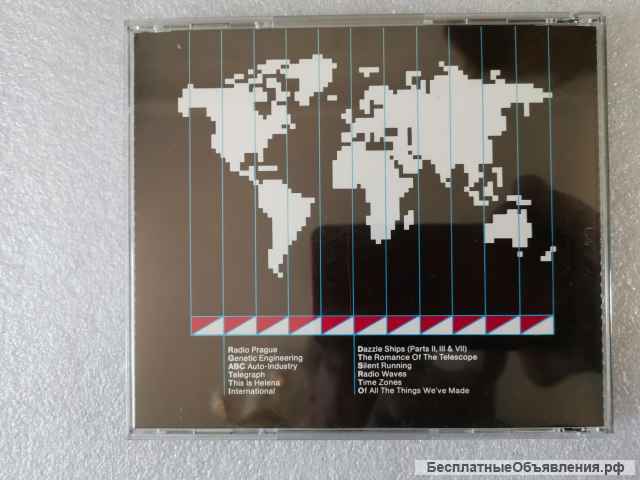 Radio Prague
Genetic Engineering
ABC Auto-Industry
Telegraph
This Is Helena
International
Dazzle Ships (Parts II, III & VII)
The Romance Of The Telescope
Silent Running
Radio Waves
Time Zones
Of All The Things We've Made
БесплатныеОбъявления.рф